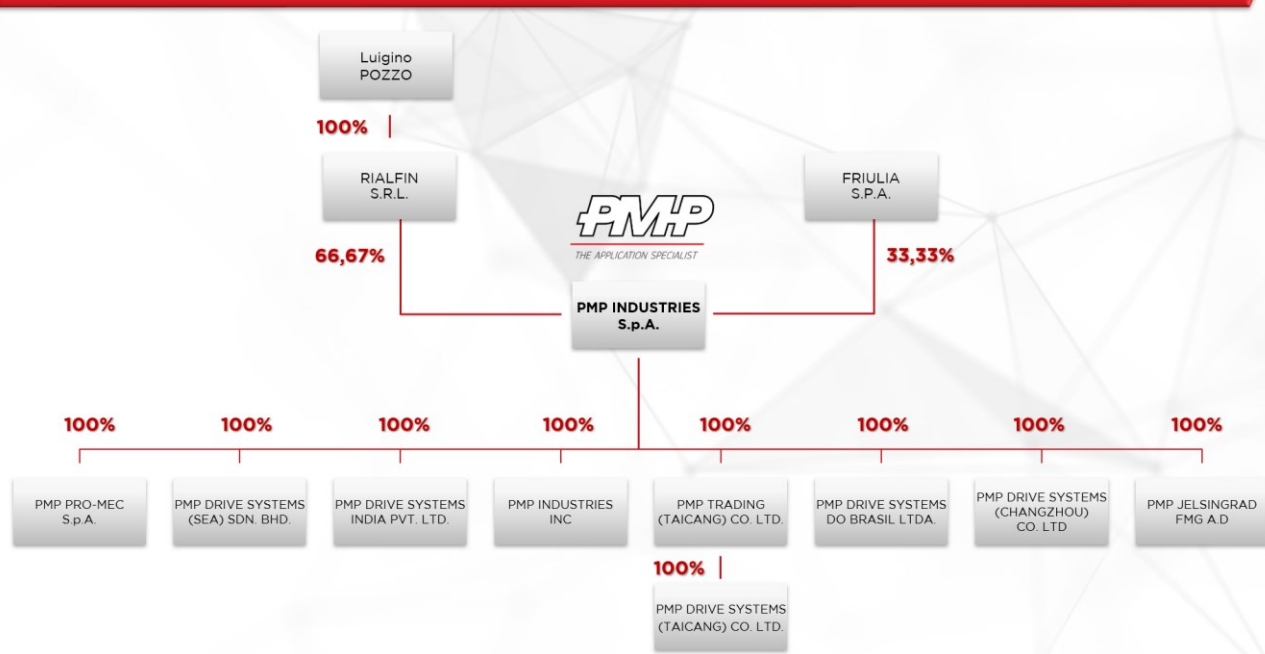 Luigino
POZZO
100%
RIALFIN
S.R.L.
FRIULIA
S.P.A.
PMP
THE APPLICATION SPECIALIST
66,67%
33,33%
PMP INDUSTRIES
S.p.A.
100%
100%
100%
100%
100%
100%
100%
100%
PMP PRO-MEC
S.p.A.
PMP DRIVE SYSTEMS
(SEA) SDN. BHD.
PMP DRIVE SYSTEMS
INDIA PVT. LTD.
PMP INDUSTRIES
INC
PMP TRADING
(TAICANG) CO. LTD.
PMP DRIVE SYSTEMS
DO BRASIL LTDA.
PMP DRIVE SYSTEMS
(CHANGZHOU)
CO. LTD
PMP JELSINGRAD
FMG A.D
100%
PMP DRIVE SYSTEMS
(TAICANG) CO. LTD.